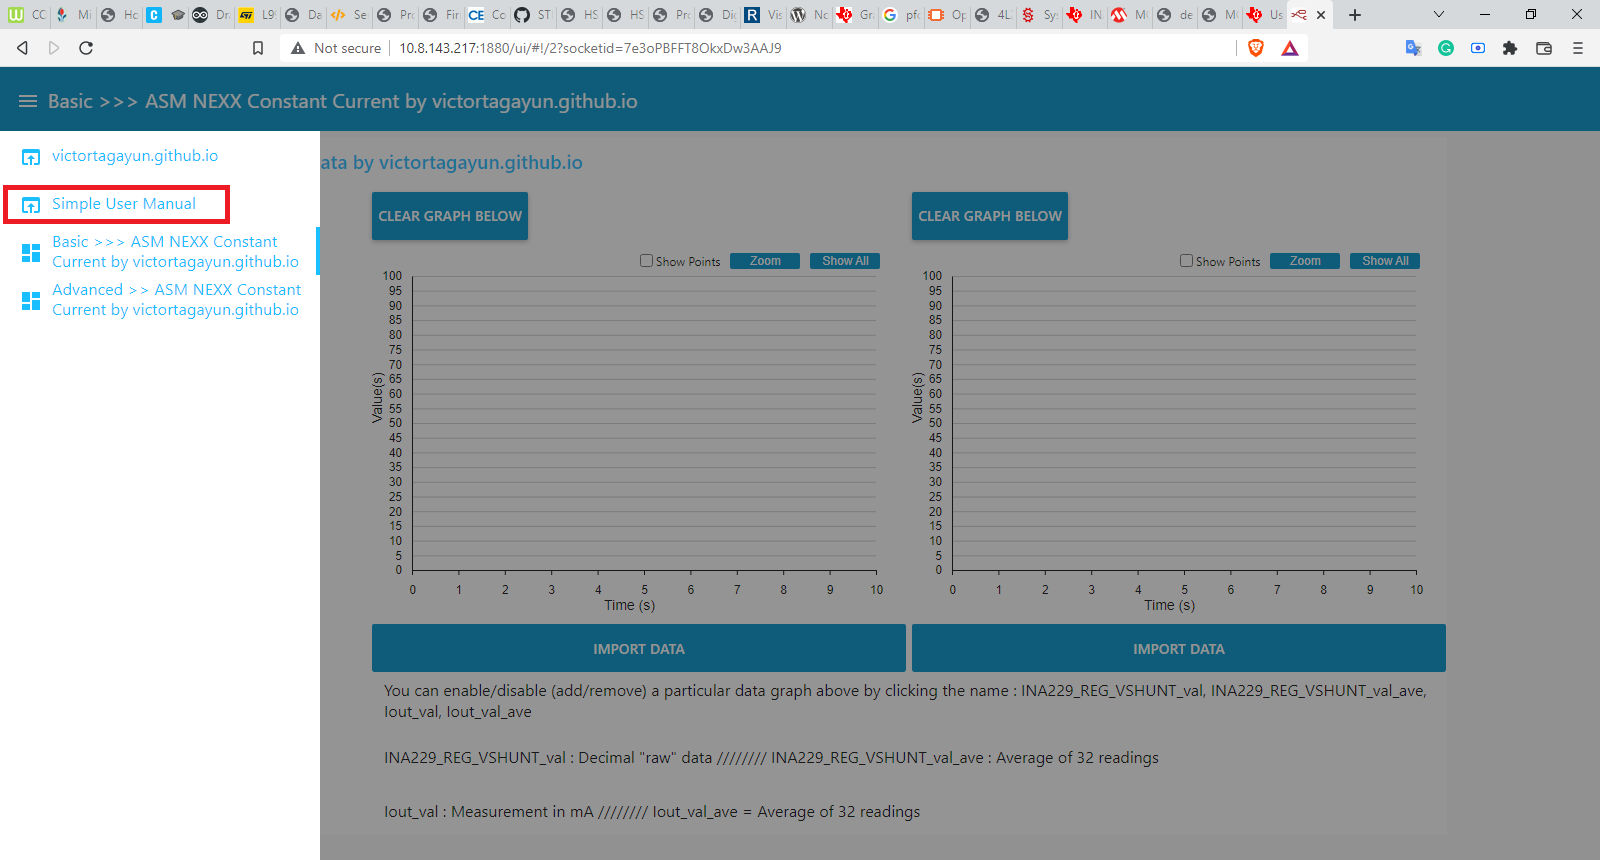 CC
Mi
Hc
Dr
L9
Da
Se
Pro
Fir
Co
ST
HS
HS
Pro
Dic
Vis
No
Gr
pfc
Op
4L
Sys
IN
M
de
M
Us
Not secure
10.8.143.217:1880/ui/#!/2?socketid=7e3oPBFFT8OkxDw3AAJ9
Basic >>> ASM NEXX Constant Current by victortagayun.github.io
victortagayun.github.io
Simple User Manual
Basic >>> ASM NEXX Constant
Current by victortagayun.github.io
Advanced >> ASM NEXX Constant
Current by victortagayun.github.io
ata by victortagayun.github.io
CLEAR GRAPH BELOW
Show Points Zoom Show All
100
95
90
85
80
75
70
65
60
55
50
45
40
35
30
25
20
15
10
5
0
Value(s)
0 1 2 3 4 5 6 7 8 9 10
Time (s)
IMPORT DATA
CLEAR GRAPH BELOW
Show Points Zoom Show All
100
95
90
85
80
75
70
65
60
55
50
45
40
35
30
25
20
15
10
5
0
Value(s)
0 1 2 3 4 5 6 7 8 9 10
Time (s)
IMPORT DATA
You can enable/disable (add/remove) a particular data graph above by clicking the name : INA229_REG_VSHUNT_val, INA229_REG_VSHUNT_val_ave,
Iout_val, Iout_val_ave
INA229_REG_VSHUNT_val : Decimal "raw" data //////// INA229_REG_VSHUNT_val_ave : Average of 32 readings
Iout_val : Measurement in mA //////// Iout_val_ave = Average of 32 readings